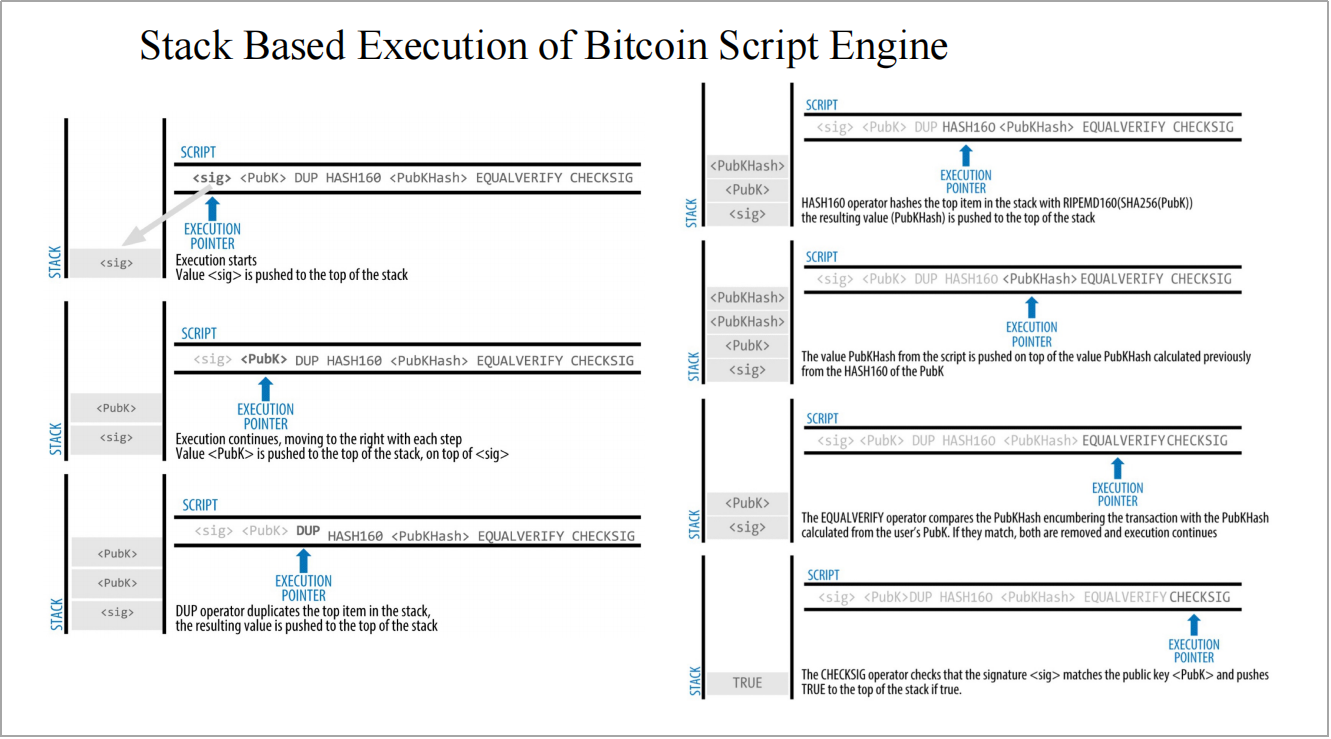 Stack Based Execution of Bitcoin Script Engine
SCRIPT
<sig> <PubK> DUP HASH160 <PubKHash> EQUALVERIFY CHECKSIG
EXECUTION
POINTER
STACK
<sig>
Execution starts
Value <sig> is pushed to the top of the stack
SCRIPT
<sig> <PubK> DUP HASH160 <PubKHash> EQUALVERIFY CHECKSIG
EXECUTION
POINTER
STACK
<PubK>
<sig>
Execution continues, moving to the right with each step
Value <PubK> is pushed to the top of the stack, on top of <sig>
SCRIPT
<sig> <PubK> DUP HASH160 <PubKHash> EQUALVERIFY CHECKSIG
EXECUTION
POINTER
STACK
<PubK>
<PubK>
<sig>
DUP operator duplicates the top item in the stack,
the resulting value is pushed to the top of the stack
SCRIPT
<sig> <PubK> DUP HASH160 <PubKHash> EQUALVERIFY CHECKSIG
EXECUTION
POINTER
STACK
<PubKHash>
<PubK>
<sig>
HASH160 operator hashes the top item in the stack with RIPEMD160(SHA256(PubK))
the resulting value (PubKHash) is pushed to the top of the stack
SCRIPT
<sig> <PubK> DUP HASH160 <PubKHash> EQUALVERIFY CHECKSIG
EXECUTION
POINTER
STACK
<PubKHash>
<PubKHash>
<PubK>
<sig>
The value PubKHash from the script is pushed on top of the value PubKHash calculated previously
from the HASH160 of the PubK
SCRIPT
<sig> <PubK> DUP HASH160 <PubKHash> EQUALVERIFY CHECKSIG
EXECUTION
POINTER
STACK
<PubK>
<sig>
The EQUALVERIFY operator compares the PubKHash encumbering the transaction with the PubKHash
calculated from the user's PubK. If they match, both are removed and execution continues
SCRIPT
<sig> <PubK>DUP HASH160 <PubKHash> EQUALVERIFY CHECKSIG
EXECUTION
POINTER
STACK
TRUE
The CHECKSIG operator checks that the signature <sig> matches the public key <PubK> and pushes
TRUE to the top of the stack if true.